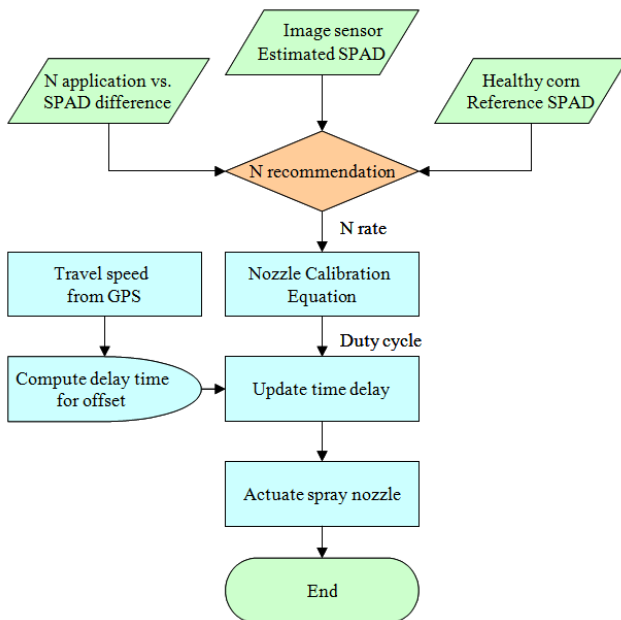 Image sensor
Estimated SPAD
N application vs.
SPAD difference
Healthy corn
Reference SPAD
N recommendation
N rate
Travel speed
from GPS
Nozzle Calibration
Equation
Duty cycle
Compute delay time
for offset
Update time delay
Actuate spray nozzle
End